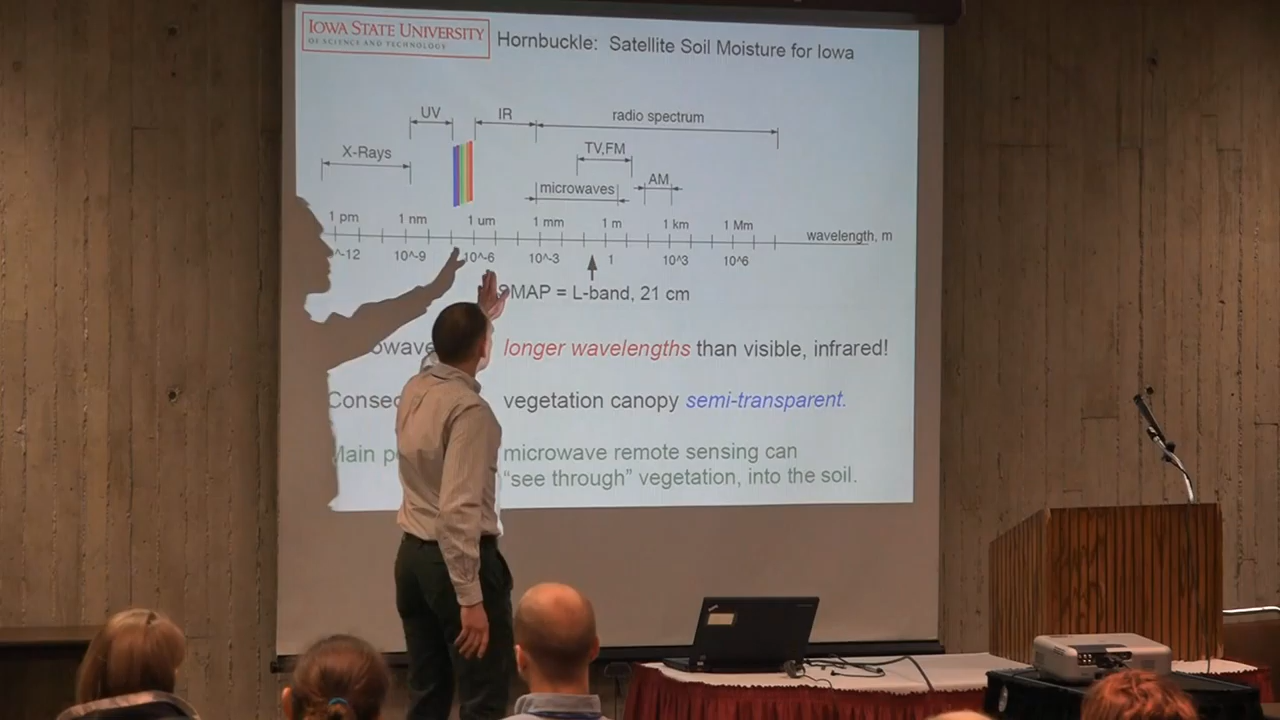 IOWA STATE UNIVERSITY
OF SCIENCE AND TECHNOLOGY
Hornbuckle: Satellite Soil Moisture for Iowa
UV
IR
radio spectrum
X-Rays
TV,FM
microwaves
AM
1 pm
1 nm
1 um
1 mm
1 m
1 km
1 Mm
wavelength, m
^-12
10^-9
10^-6
10^-3
1
10^3
10^6
SMAP = L-band, 21 cm
longer wavelengths than visible, infrared!
vegetation canopy semi-transparent.
Main microwave remote sensing can
"see through" vegetation, into the soil.